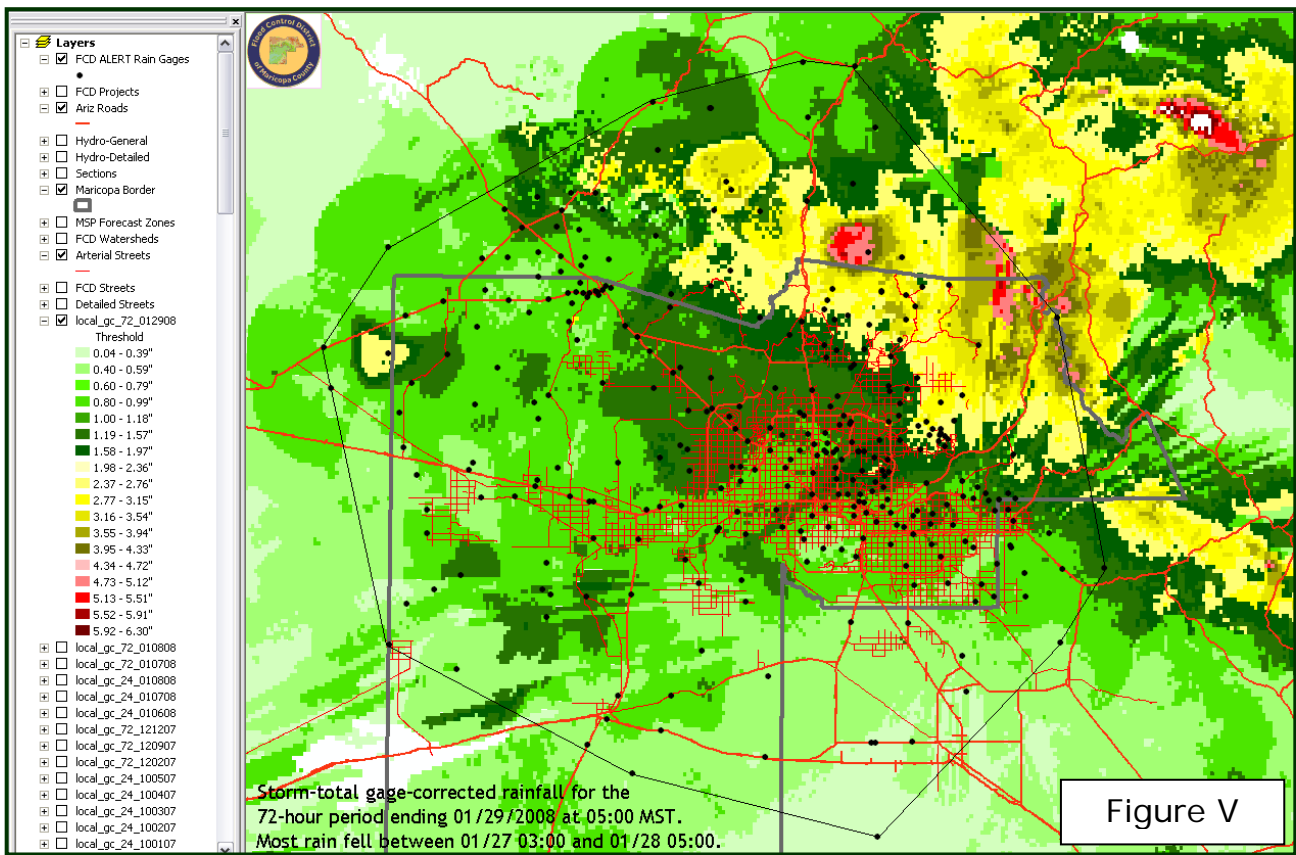 Layers
FCD ALERT Rain Gages
FCD Projects
Ariz Roads
Hydro-General
Hydro-Detailed
Sections
Maricopa Border
MSP Forecast Zones
FCD Watersheds
Arterial Streets
FCD Streets
Detailed Streets
local_gc_72_012908
Threshold
0.04 - 0.39"
0.40 - 0.59"
0.60 - 0.79"
0.80 - 0.99"
1.00 - 1.18"
1.19 - 1.57"
1.58 - 1.97"
1.98 - 2.36"
2.37 - 2.76"
2.77 - 3.15"
3.16 - 3.54"
3.55 - 3.94"
3.95 - 4.33"
4.34 - 4.72"
4.73 - 5.12"
5.13 - 5.51"
5.52 - 5.91"
5.92 - 6.30"
local_gc_72_010808
local_gc_72_010708
local_gc_24_010808
local_gc_24_010708
local_gc_24_010608
local_gc_72_121207
local_gc_72_120907
local_gc_72_120207
local_gc_24_100507
local_gc_24_100407
local_gc_24_100307
local_gc_24_100207
local_gc_24_100107
Flood Control District
of Maricopa County
Storm-total gage-corrected rainfall for the
72-hour period ending 01/29/2008 at 05:00 MST.
Most rain fell between 01/27 03:00 and 01/28 05:00.
Figure V